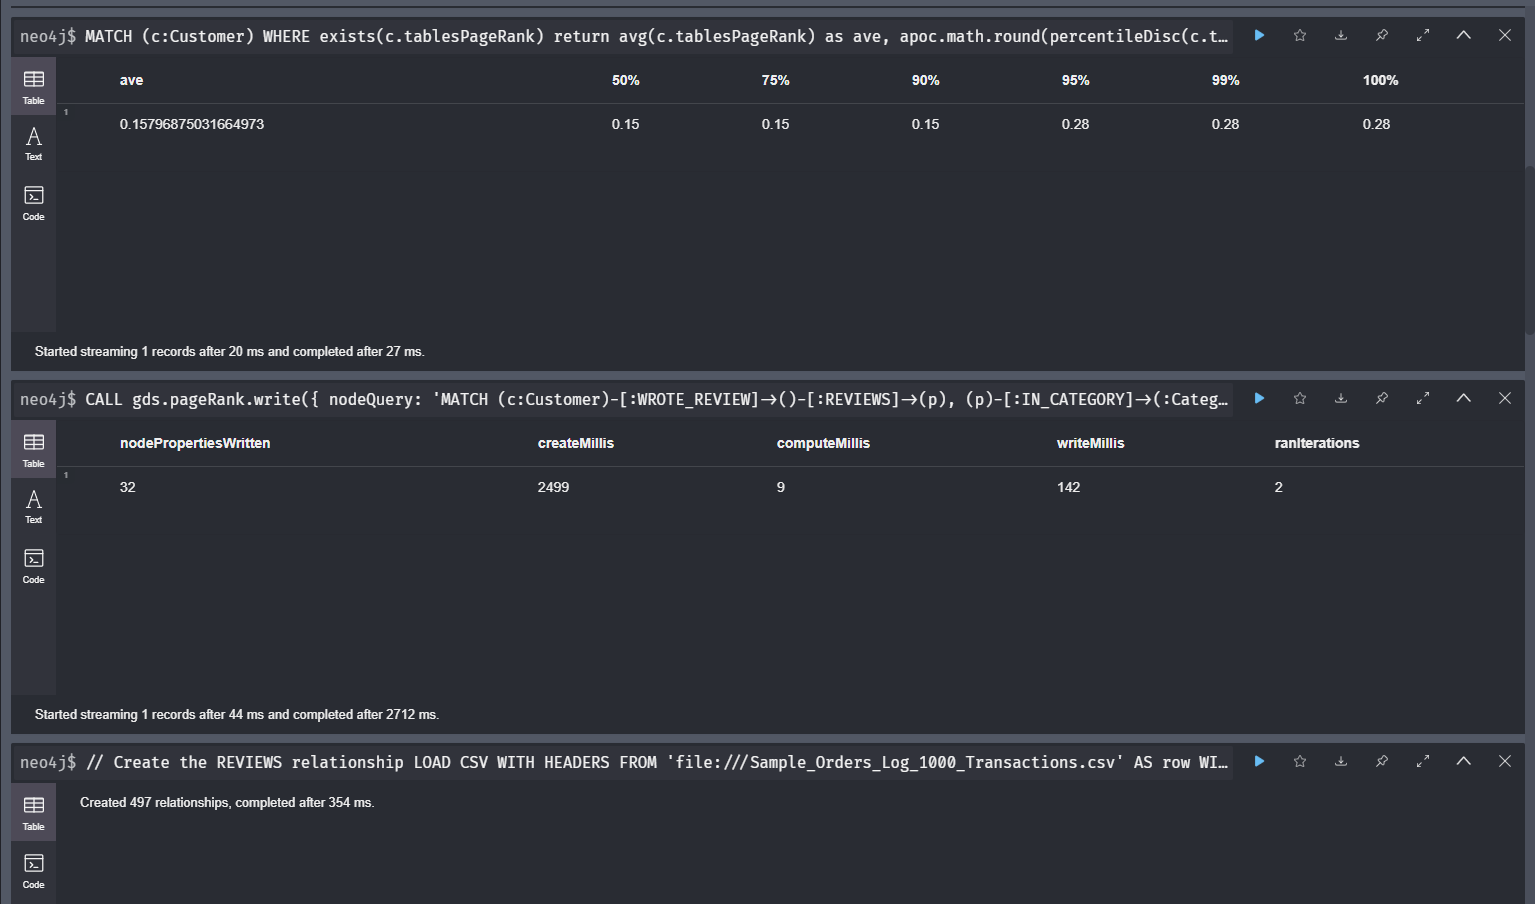 neo4j$ MATCH (c:Customer) WHERE exists(c.tablesPageRank) return avg(c.tablesPageRank) as ave, apoc.math.round(percentileDisc(c.t…
Table
ave 50% 75% 90% 95% 99% 100%
1
0.15796875031664973 0.15 0.15 0.15 0.28 0.28 0.28
A
Text
Code
Started streaming 1 records after 20 ms and completed after 27 ms.
neo4j$ CALL gds.pageRank.write({ nodeQuery: 'MATCH (c:Customer)-[:WROTE_REVIEW]→()-[:REVIEWS]→(p), (p)-[:IN_CATEGORY]→(:Categ…
Table
nodePropertiesWritten createMillis computeMillis writeMillis ranIterations
1
32 2499 9 142 2
A
Text
Code
Started streaming 1 records after 44 ms and completed after 2712 ms.
neo4j$ // Create the REVIEWS relationship LOAD CSV WITH HEADERS FROM 'file:///Sample_Orders_Log_1000_Transactions.csv' AS row WI…
Table
Created 497 relationships, completed after 354 ms.
Code